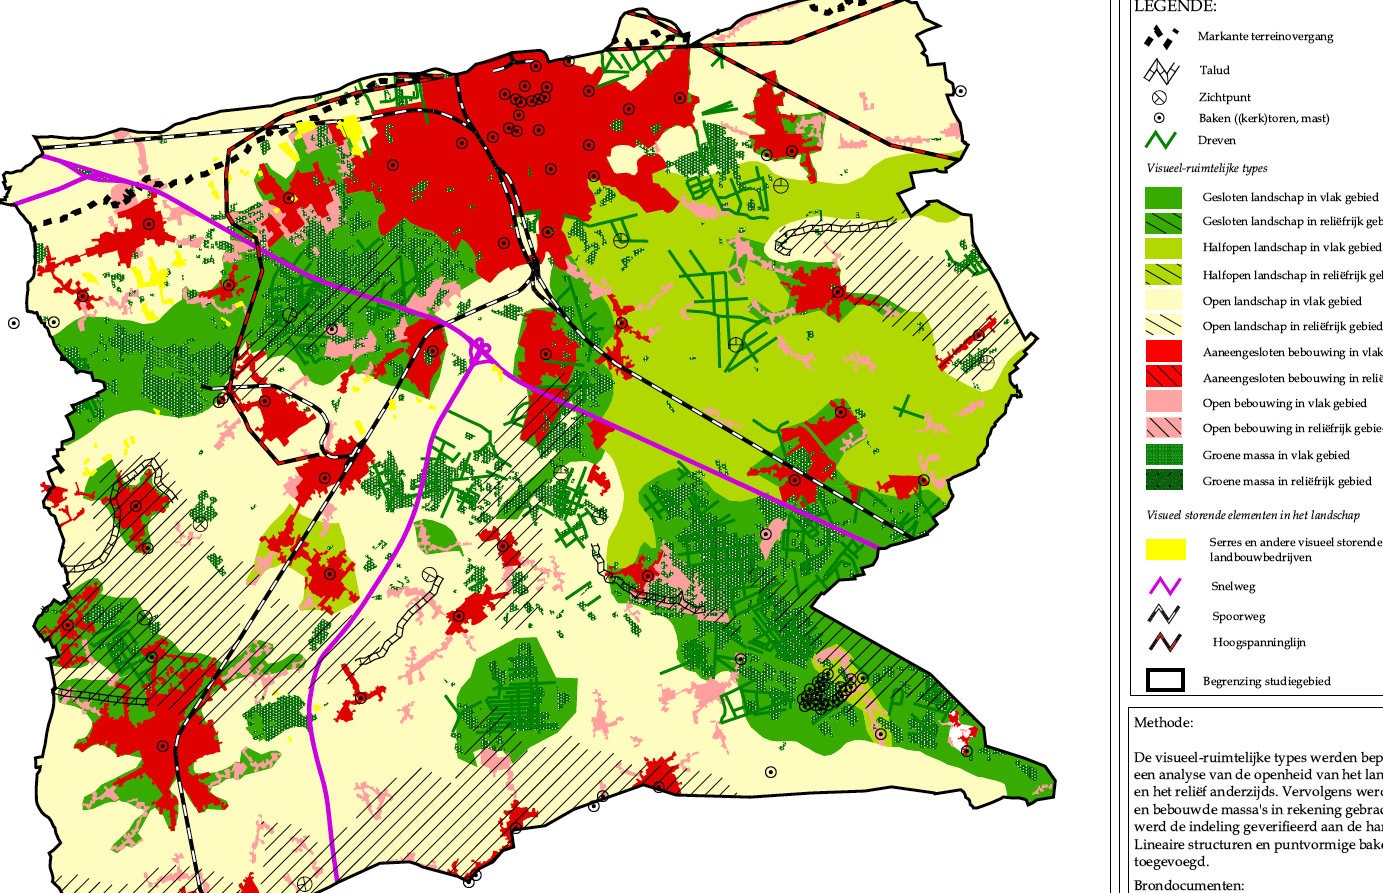 LEGENDE:
Markante terreinovergang
Talud
Zichtpunt
Baken ((kerk)toren, mast)
Dreven
Visueel-ruimtelijke types
Gesloten landschap in vlak gebied
Gesloten landschap in reliëfrijk geb
Halfopen landschap in vlak gebied
Halfopen landschap in reliëfrijk gel
Open landschap in vlak gebied
Open landschap in reliëfrijk gebied
Aaneengesloten bebouwing in vlak
Aaneengesloten bebouwing in relië
Open bebouwing in vlak gebied
Open bebouwing in reliëfrijk gebied
Groene massa in vlak gebied
Groene massa in reliëfrijk gebied
Visueel storende elementen in het landschap
Serres en andere visueel storende
landbouwbedrijven
Snelweg
Spoorweg
Hoogspanninglijn
Begrenzing studiegebied
Methode:
De visueel-ruimtelijke types werden bep
een analyse van de openheid van het lan
en het reliëf anderzijds. Vervolgens werd
en bebouwde massa's in rekening gebrac
werd de indeling geverifieerd aan de har
Lineaire structuren en puntvormige bake
toegevoegd.
Brondocumenten: